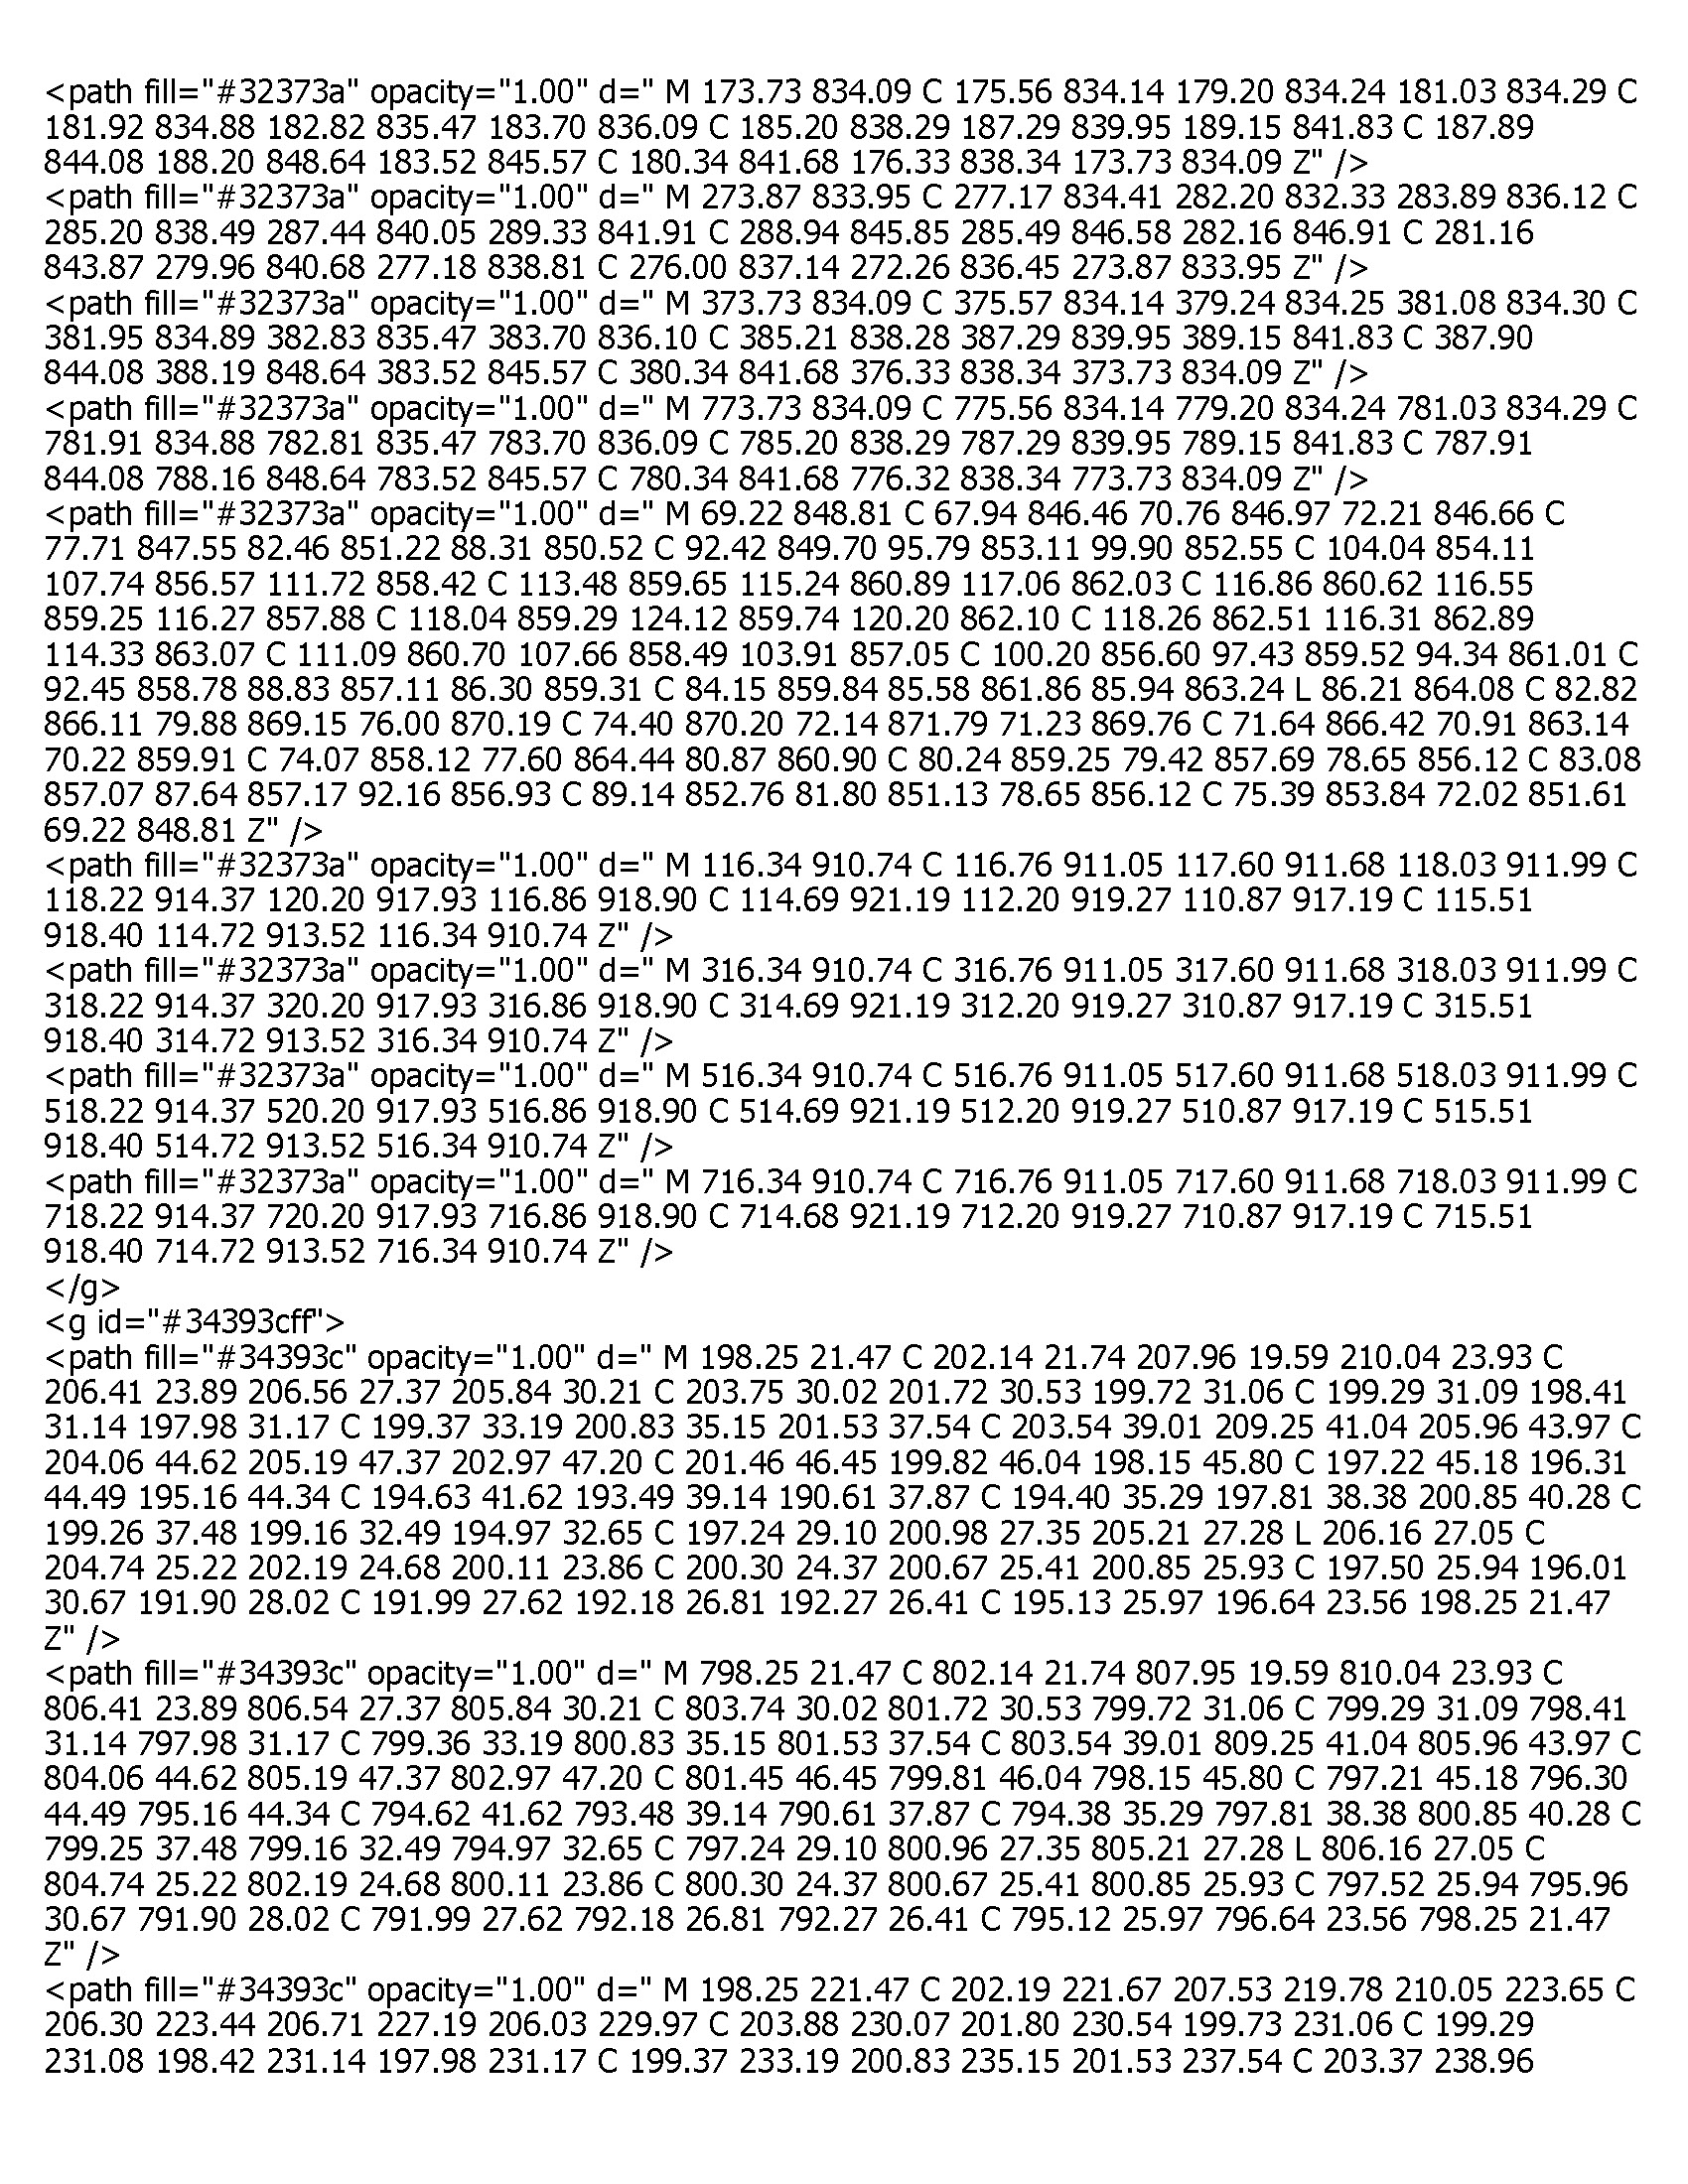 <path fill="#32373a" opacity="1.00" d=" M 173.73 834.09 C 175.56 834.14 179.20 834.24 181.03 834.29 C
181.92 834.88 182.82 835.47 183.70 836.09 C 185.20 838.29 187.29 839.95 189.15 841.83 C 187.89
844.08 188.20 848.64 183.52 845.57 C 180.34 841.68 176.33 838.34 173.73 834.09 Z" />
<path fill="#32373a" opacity="1.00" d=" M 273.87 833.95 C 277.17 834.41 282.20 832.33 283.89 836.12 C
285.20 838.49 287.44 840.05 289.33 841.91 C 288.94 845.85 285.49 846.58 282.16 846.91 C 281.16
843.87 279.96 840.68 277.18 838.81 C 276.00 837.14 272.26 836.45 273.87 833.95 Z" />
<path fill="#32373a" opacity="1.00" d=" M 373.73 834.09 C 375.57 834.14 379.24 834.25 381.08 834.30 C
381.95 834.89 382.83 835.47 383.70 836.10 C 385.21 838.28 387.29 839.95 389.15 841.83 C 387.90
844.08 388.19 848.64 383.52 845.57 C 380.34 841.68 376.33 838.34 373.73 834.09 Z" />
<path fill="#32373a" opacity="1.00" d=" M 773.73 834.09 C 775.56 834.14 779.20 834.24 781.03 834.29 C
781.91 834.88 782.81 835.47 783.70 836.09 C 785.20 838.29 787.29 839.95 789.15 841.83 C 787.91
844.08 788.16 848.64 783.52 845.57 C 780.34 841.68 776.32 838.34 773.73 834.09 Z" />
<path fill="#32373a" opacity="1.00" d=" M 69.22 848.81 C 67.94 846.46 70.76 846.97 72.21 846.66 C
77.71 847.55 82.46 851.22 88.31 850.52 C 92.42 849.70 95.79 853.11 99.90 852.55 C 104.04 854.11
107.74 856.57 111.72 858.42 C 113.48 859.65 115.24 860.89 117.06 862.03 C 116.86 860.62 116.55
859.25 116.27 857.88 C 118.04 859.29 124.12 859.74 120.20 862.10 C 118.26 862.51 116.31 862.89
114.33 863.07 C 111.09 860.70 107.66 858.49 103.91 857.05 C 100.20 856.60 97.43 859.52 94.34 861.01 C
92.45 858.78 88.83 857.11 86.30 859.31 C 84.15 859.84 85.58 861.86 85.94 863.24 L 86.21 864.08 C 82.82
866.11 79.88 869.15 76.00 870.19 C 74.40 870.20 72.14 871.79 71.23 869.76 C 71.64 866.42 70.91 863.14
70.22 859.91 C 74.07 858.12 77.60 864.44 80.87 860.90 C 80.24 859.25 79.42 857.69 78.65 856.12 C 83.08
857.07 87.64 857.17 92.16 856.93 C 89.14 852.76 81.80 851.13 78.65 856.12 C 75.39 853.84 72.02 851.61
69.22 848.81 Z" />
<path fill="#32373a" opacity="1.00" d=" M 116.34 910.74 C 116.76 911.05 117.60 911.68 118.03 911.99 C
118.22 914.37 120.20 917.93 116.86 918.90 C 114.69 921.19 112.20 919.27 110.87 917.19 C 115.51
918.40 114.72 913.52 116.34 910.74 Z" />
<path fill="#32373a" opacity="1.00" d=" M 316.34 910.74 C 316.76 911.05 317.60 911.68 318.03 911.99 C
318.22 914.37 320.20 917.93 316.86 918.90 C 314.69 921.19 312.20 919.27 310.87 917.19 C 315.51
918.40 314.72 913.52 316.34 910.74 Z" />
<path fill="#32373a" opacity="1.00" d=" M 516.34 910.74 C 516.76 911.05 517.60 911.68 518.03 911.99 C
518.22 914.37 520.20 917.93 516.86 918.90 C 514.69 921.19 512.20 919.27 510.87 917.19 C 515.51
918.40 514.72 913.52 516.34 910.74 Z" />
<path fill="#32373a" opacity="1.00" d=" M 716.34 910.74 C 716.76 911.05 717.60 911.68 718.03 911.99 C
718.22 914.37 720.20 917.93 716.86 918.90 C 714.68 921.19 712.20 919.27 710.87 917.19 C 715.51
918.40 714.72 913.52 716.34 910.74 Z" />
</g>
<g id="#34393cff">
<path fill="#34393c" opacity="1.00" d=" M 198.25 21.47 C 202.14 21.74 207.96 19.59 210.04 23.93 C
206.41 23.89 206.56 27.37 205.84 30.21 C 203.75 30.02 201.72 30.53 199.72 31.06 C 199.29 31.09 198.41
31.14 197.98 31.17 C 199.37 33.19 200.83 35.15 201.53 37.54 C 203.54 39.01 209.25 41.04 205.96 43.97 C
204.06 44.62 205.19 47.37 202.97 47.20 C 201.46 46.45 199.82 46.04 198.15 45.80 C 197.22 45.18 196.31
44.49 195.16 44.34 C 194.63 41.62 193.49 39.14 190.61 37.87 C 194.40 35.29 197.81 38.38 200.85 40.28 C
199.26 37.48 199.16 32.49 194.97 32.65 C 197.24 29.10 200.98 27.35 205.21 27.28 L 206.16 27.05 C
204.74 25.22 202.19 24.68 200.11 23.86 C 200.30 24.37 200.67 25.41 200.85 25.93 C 197.50 25.94 196.01
30.67 191.90 28.02 C 191.99 27.62 192.18 26.81 192.27 26.41 C 195.13 25.97 196.64 23.56 198.25 21.47
Z" />
<path fill="#34393c" opacity="1.00" d=" M 798.25 21.47 C 802.14 21.74 807.95 19.59 810.04 23.93 C
806.41 23.89 806.54 27.37 805.84 30.21 C 803.74 30.02 801.72 30.53 799.72 31.06 C 799.29 31.09 798.41
31.14 797.98 31.17 C 799.36 33.19 800.83 35.15 801.53 37.54 C 803.54 39.01 809.25 41.04 805.96 43.97 C
804.06 44.62 805.19 47.37 802.97 47.20 C 801.45 46.45 799.81 46.04 798.15 45.80 C 797.21 45.18 796.30
44.49 795.16 44.34 C 794.62 41.62 793.48 39.14 790.61 37.87 C 794.38 35.29 797.81 38.38 800.85 40.28 C
799.25 37.48 799.16 32.49 794.97 32.65 C 797.24 29.10 800.96 27.35 805.21 27.28 L 806.16 27.05 C
804.74 25.22 802.19 24.68 800.11 23.86 C 800.30 24.37 800.67 25.41 800.85 25.93 C 797.52 25.94 795.96
30.67 791.90 28.02 C 791.99 27.62 792.18 26.81 792.27 26.41 C 795.12 25.97 796.64 23.56 798.25 21.47
Z" />
<path fill="#34393c" opacity="1.00" d=" M 198.25 221.47 C 202.19 221.67 207.53 219.78 210.05 223.65 C
206.30 223.44 206.71 227.19 206.03 229.97 C 203.88 230.07 201.80 230.54 199.73 231.06 C 199.29
231.08 198.42 231.14 197.98 231.17 C 199.37 233.19 200.83 235.15 201.53 237.54 C 203.37 238.96